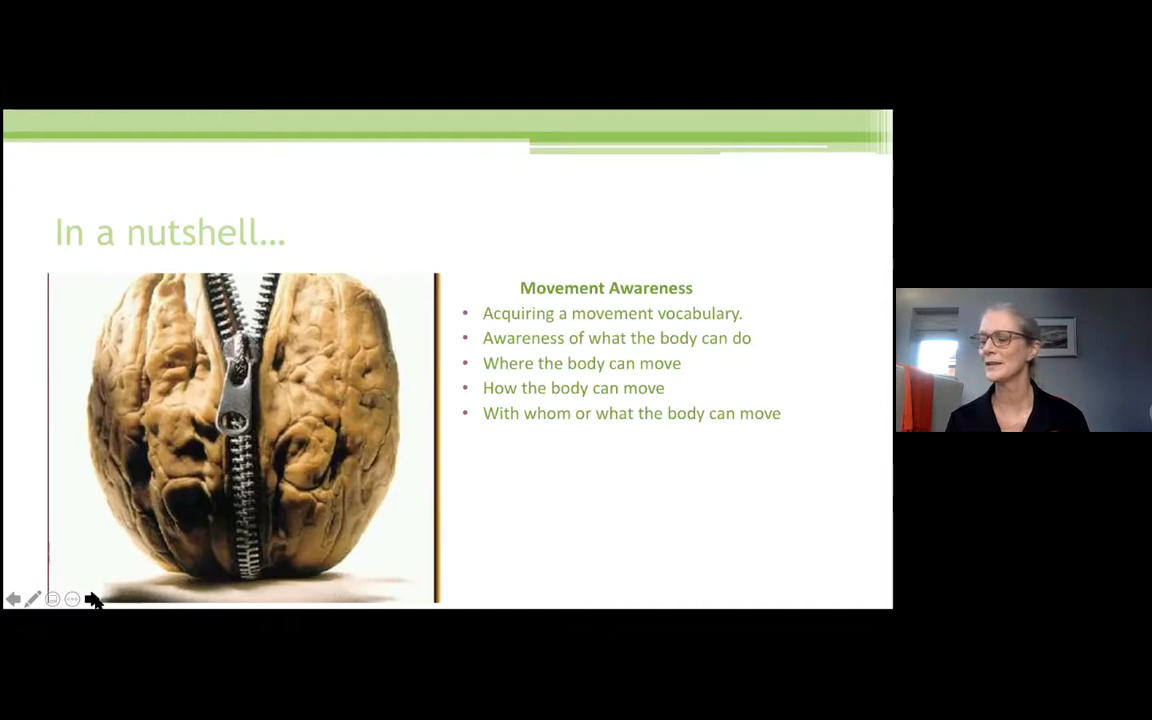 In a nutshell...
Movement Awareness
• Acquiring a movement vocabulary.
• Awareness of what the body can do
• Where the body can move
• How the body can move
• With whom or what the body can move